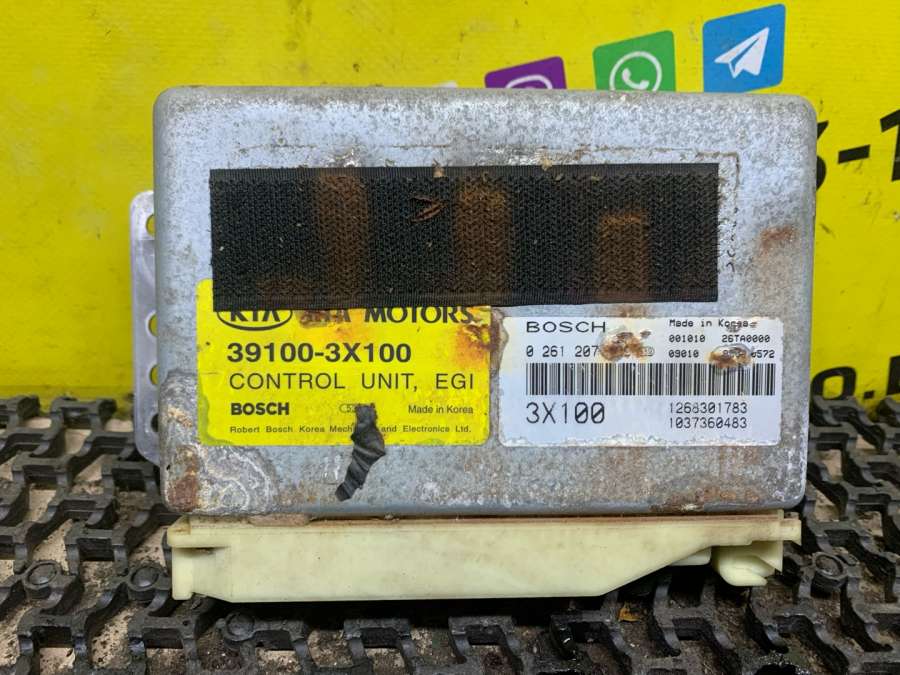 KIA KIA MOTORS
39100-3X100
CONTROL UNIT, EGI
BOSCH
Made in Korea
Robert Bosch Korea and Electronics Ltd.
BOSCH
Made in Korea
001010 26TA0000
0 261 207
09010
3X100
1268301783
1037360483